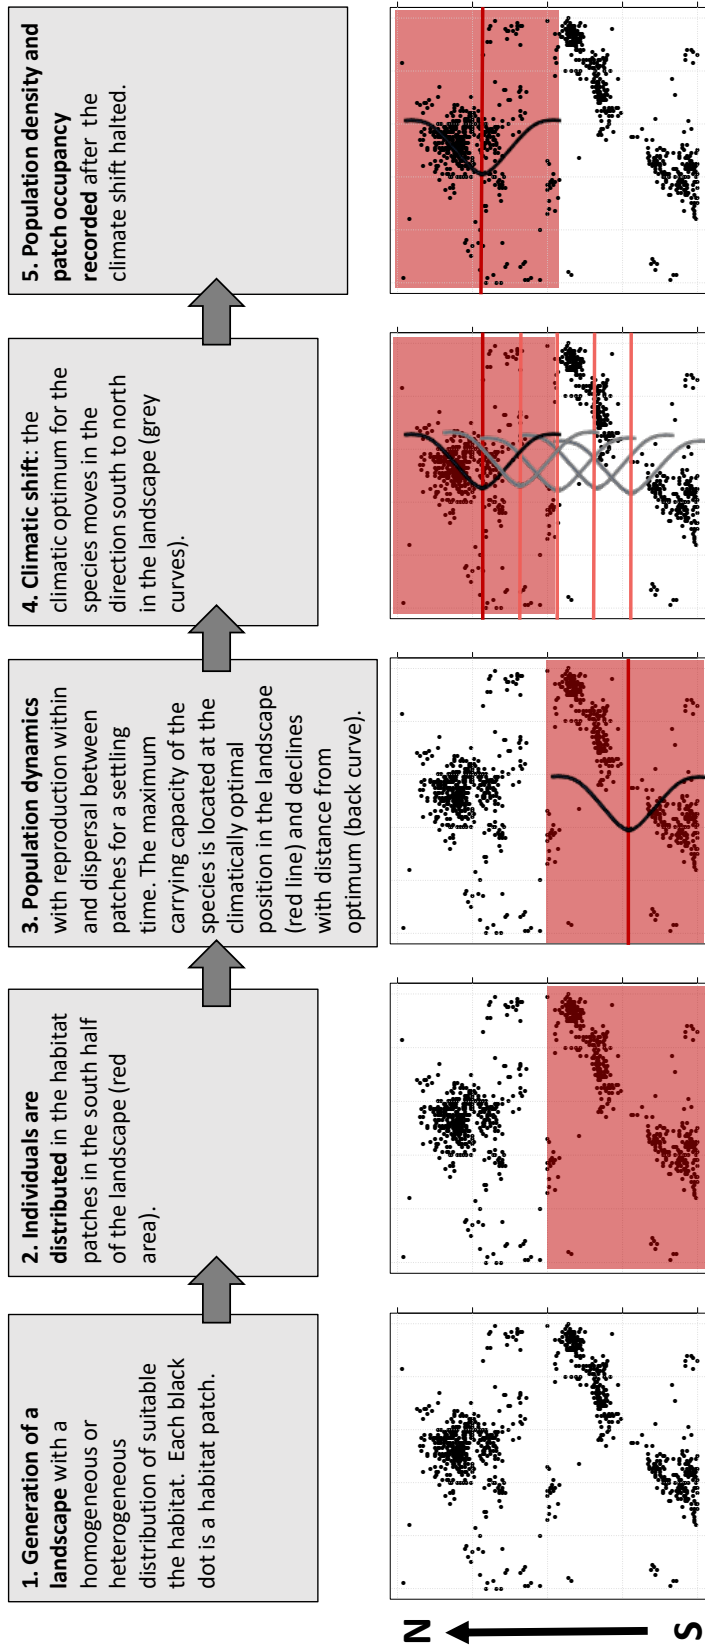 1. Generation of a
landscape with a
homogeneous or
heterogeneous
distribution of suitable
the habitat. Each black
dot is a habitat patch.
2. Individuals are
distributed in the habitat
patches in the south half
of the landscape (red
area).
3. Population dynamics
with reproduction within
and dispersal between
patches for a settling
time. The maximum
carrying capacity of the
species is located at the
climatically optimal
position in the landscape
(red line) and declines
with distance from
optimum (back curve).
4. Climatic shift: the
climatic optimum for the
species moves in the
direction south to north
in the landscape (grey
curves).
5. Population density and
patch occupancy
recorded after the
climate shift halted.
N
S